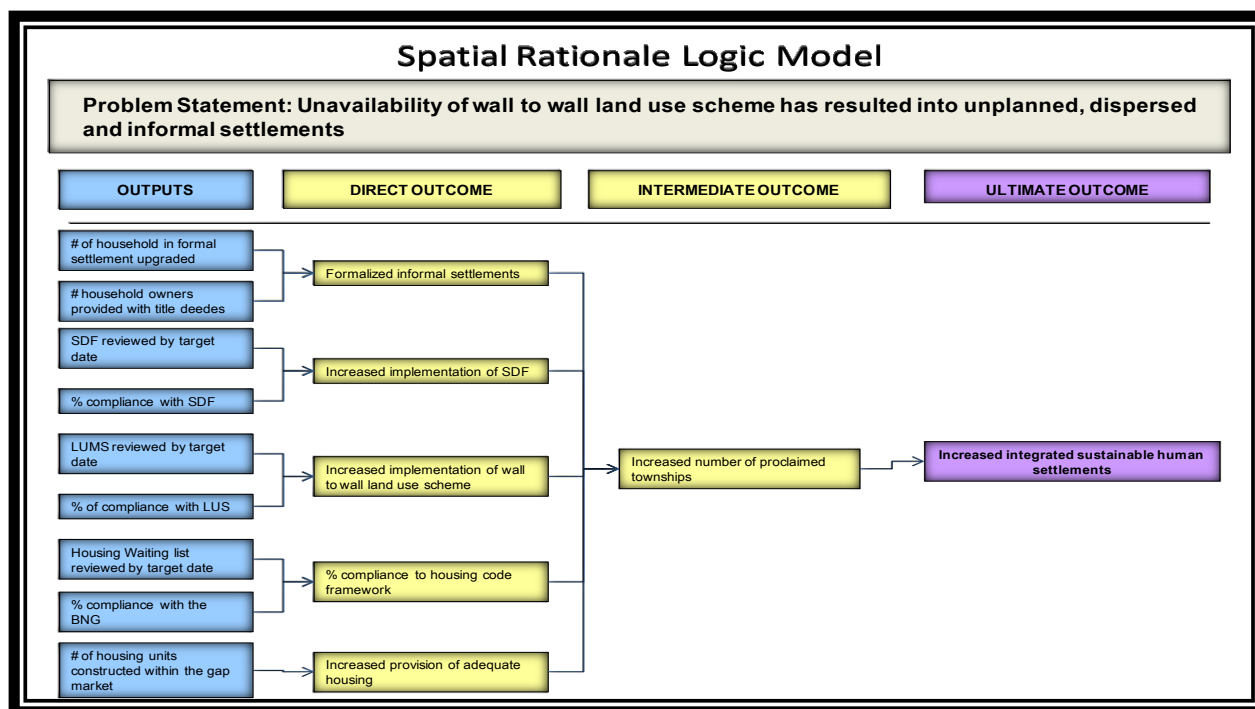 Spatial Rationale Logic Model
Problem Statement: Unavailability of wall to wall land use scheme has resulted into unplanned, dispersed
and informal settlements
OUTPUTS
DIRECT OUTCOME
INTERMEDIATE OUTCOME
ULTIMATE OUTCOME
# of household in formal
settlement upgraded
# household owners
provided with title deedes
Formalized informal settlements
SDF reviewed by target
date
% compliance with SDF
Increased implementation of SDF
LUMS reviewed by target
date
% of compliance with LUS
Increased implementation of wall
to wall land use scheme
Housing Waiting list
reviewed by target date
% compliance with the
BNG
% compliance to housing code
framework
# of housing units
constructed within the gap
market
Increased provision of adequate
housing
Increased number of proclaimed
townships
Increased integrated sustainable human
settlements